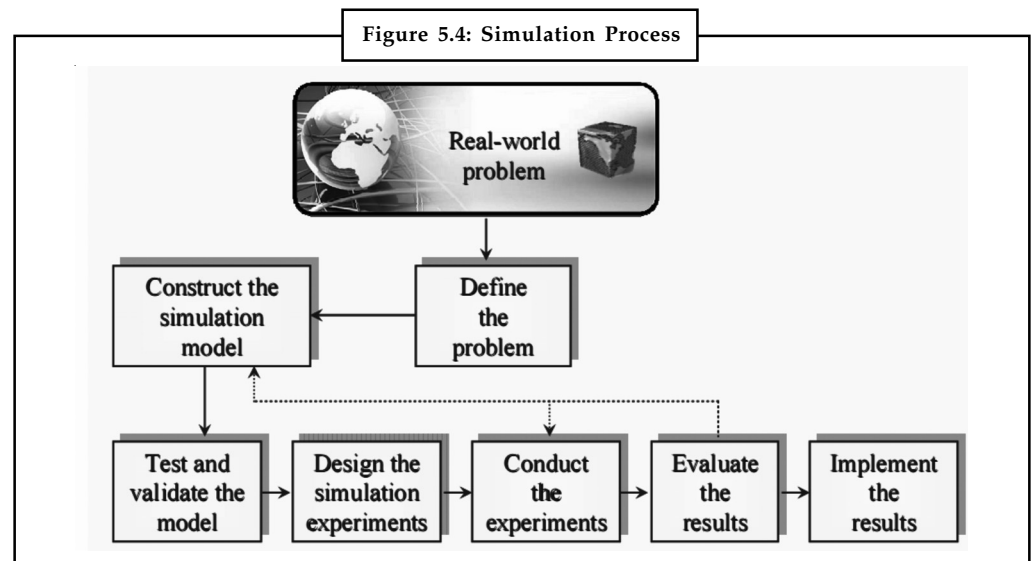 Figure 5.4: Simulation Process
Real-world
problem
Define
the
problem
Construct the
simulation
model
Test and
validate the
model
Design the
simulation
experiments
Conduct
the
experiments
Evaluate
the
results
Implement
the
results